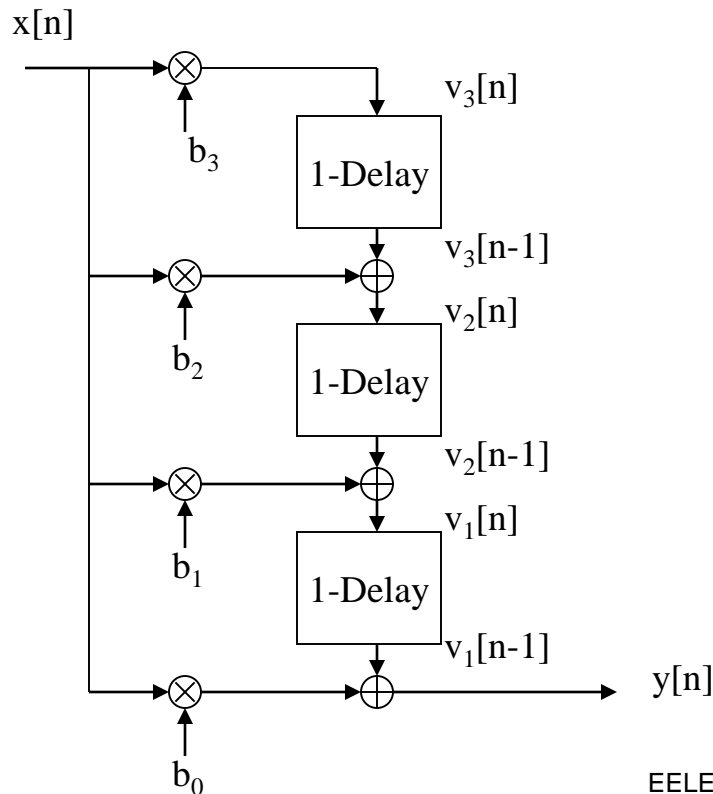 x[n]
v₃[n]
b₃
1-Delay
v₃[n-1]
v₂[n]
b₂
1-Delay
v₂[n-1]
v₁[n]
b₁
1-Delay
v₁[n-1]
y[n]
b₀
EELE